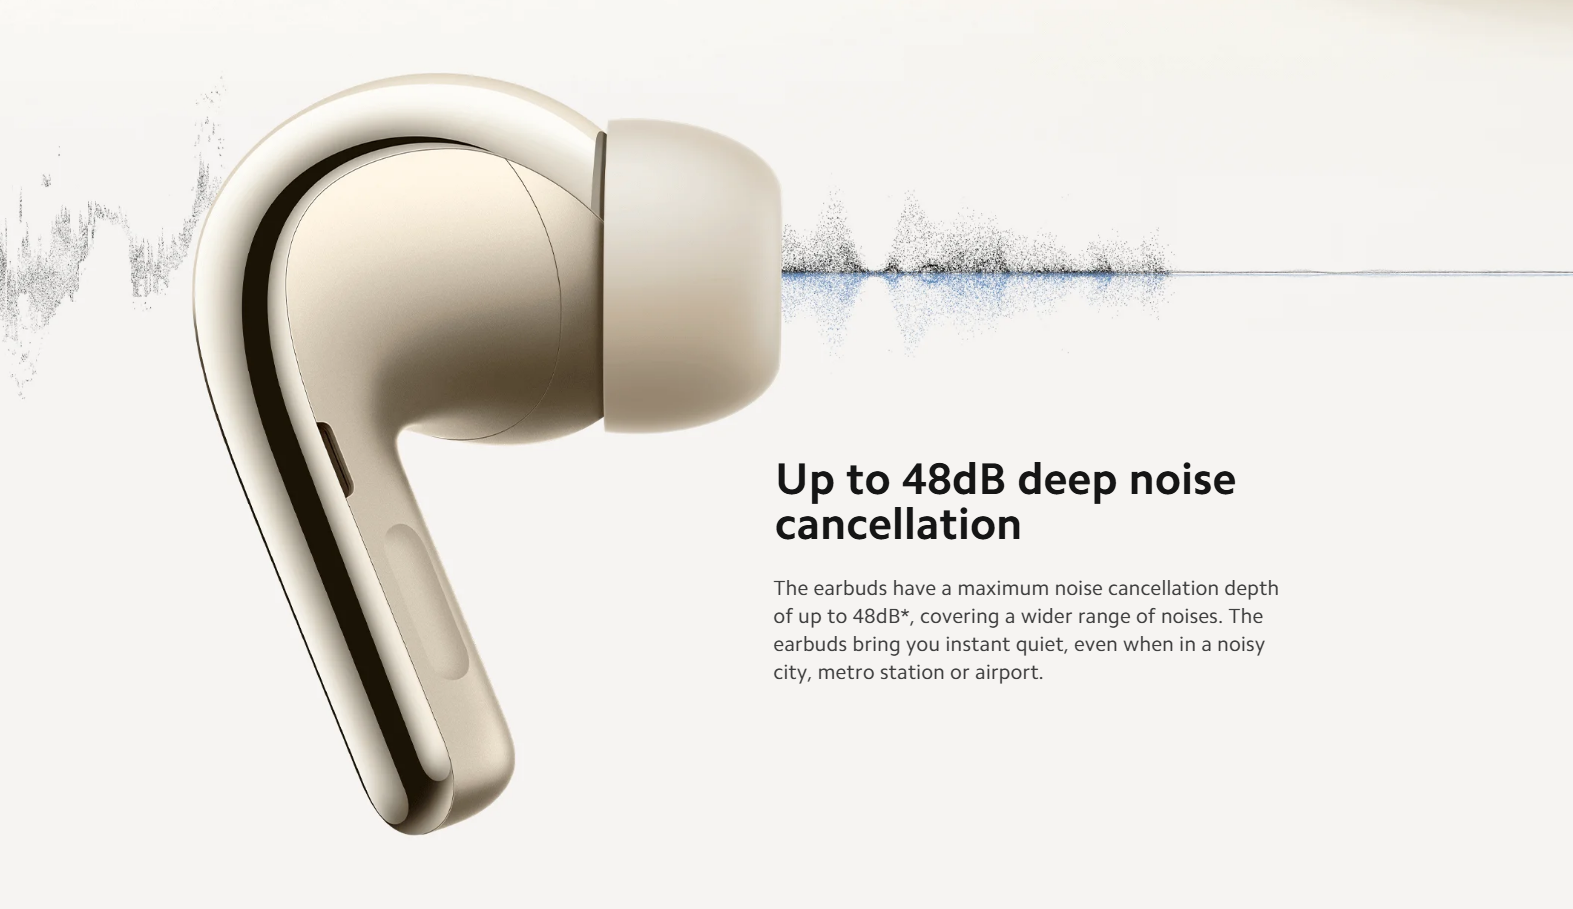 Up to 48dB deep noise
cancellation
The earbuds have a maximum noise cancellation depth
of up to 48dB*, covering a wider range of noises. The
earbuds bring you instant quiet, even when in a noisy
city, metro station or airport.